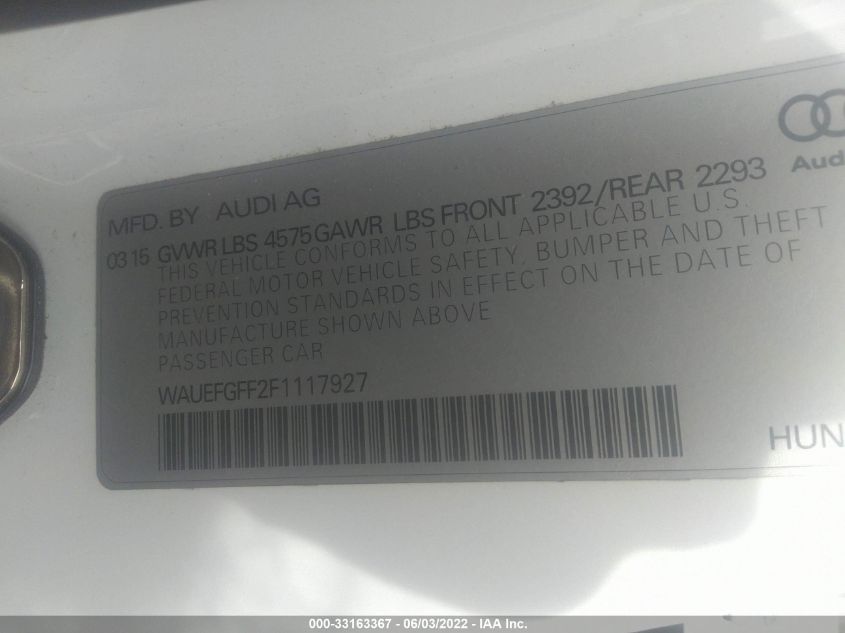 MFD. BY AUDI AG
0315 GVWR LBS 4575 GAWR LBS FRONT 2392/REAR 2293
THIS VEHICLE CONFORMS TO ALL APPLICABLE U.S.
FEDERAL MOTOR VEHICLE SAFETY, BUMPER AND THEFT
PREVENTION STANDARDS IN EFFECT ON THE DATE OF
MANUFACTURE SHOWN ABOVE
PASSENGER CAR
WAUEFGFF2F1117927
Aud
HUN
000-33163367 - 06/03/2022 - IAA Inc.